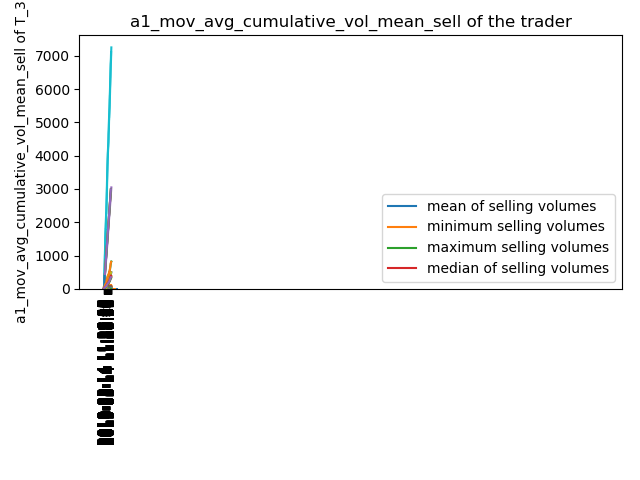 a1_mov_avg_cumulative_vol_mean_sell of the trader
a1_mov_avg_cumulative_vol_mean_sell of T_3
7000
6000
5000
4000
3000
2000
1000
0
mean of selling volumes
minimum selling volumes
maximum selling volumes
median of selling volumes